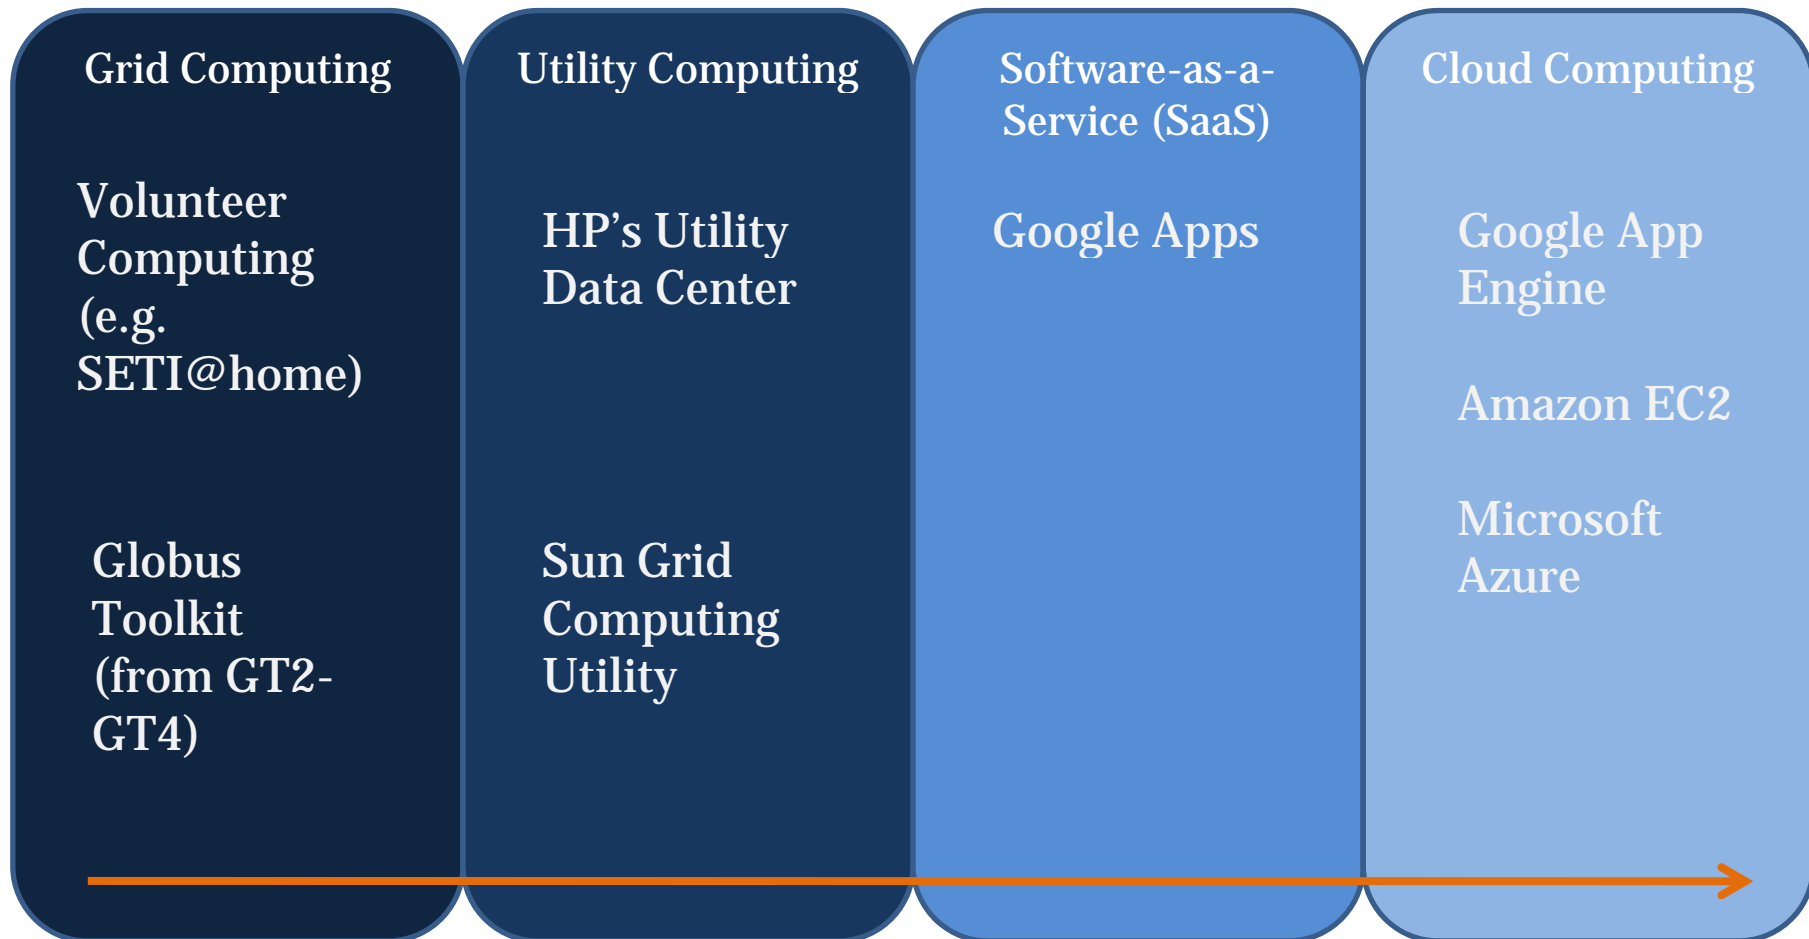 Grid Computing
Volunteer
Computing
(e.g.
SETI@home)
Globus
Toolkit
(from GT2-
GT4)
Utility Computing
HP’s Utility
Data Center
Sun Grid
Computing
Utility
Software-as-a-
Service (SaaS)
Google Apps
Cloud Computing
Google App
Engine
Amazon EC2
Microsoft
Azure